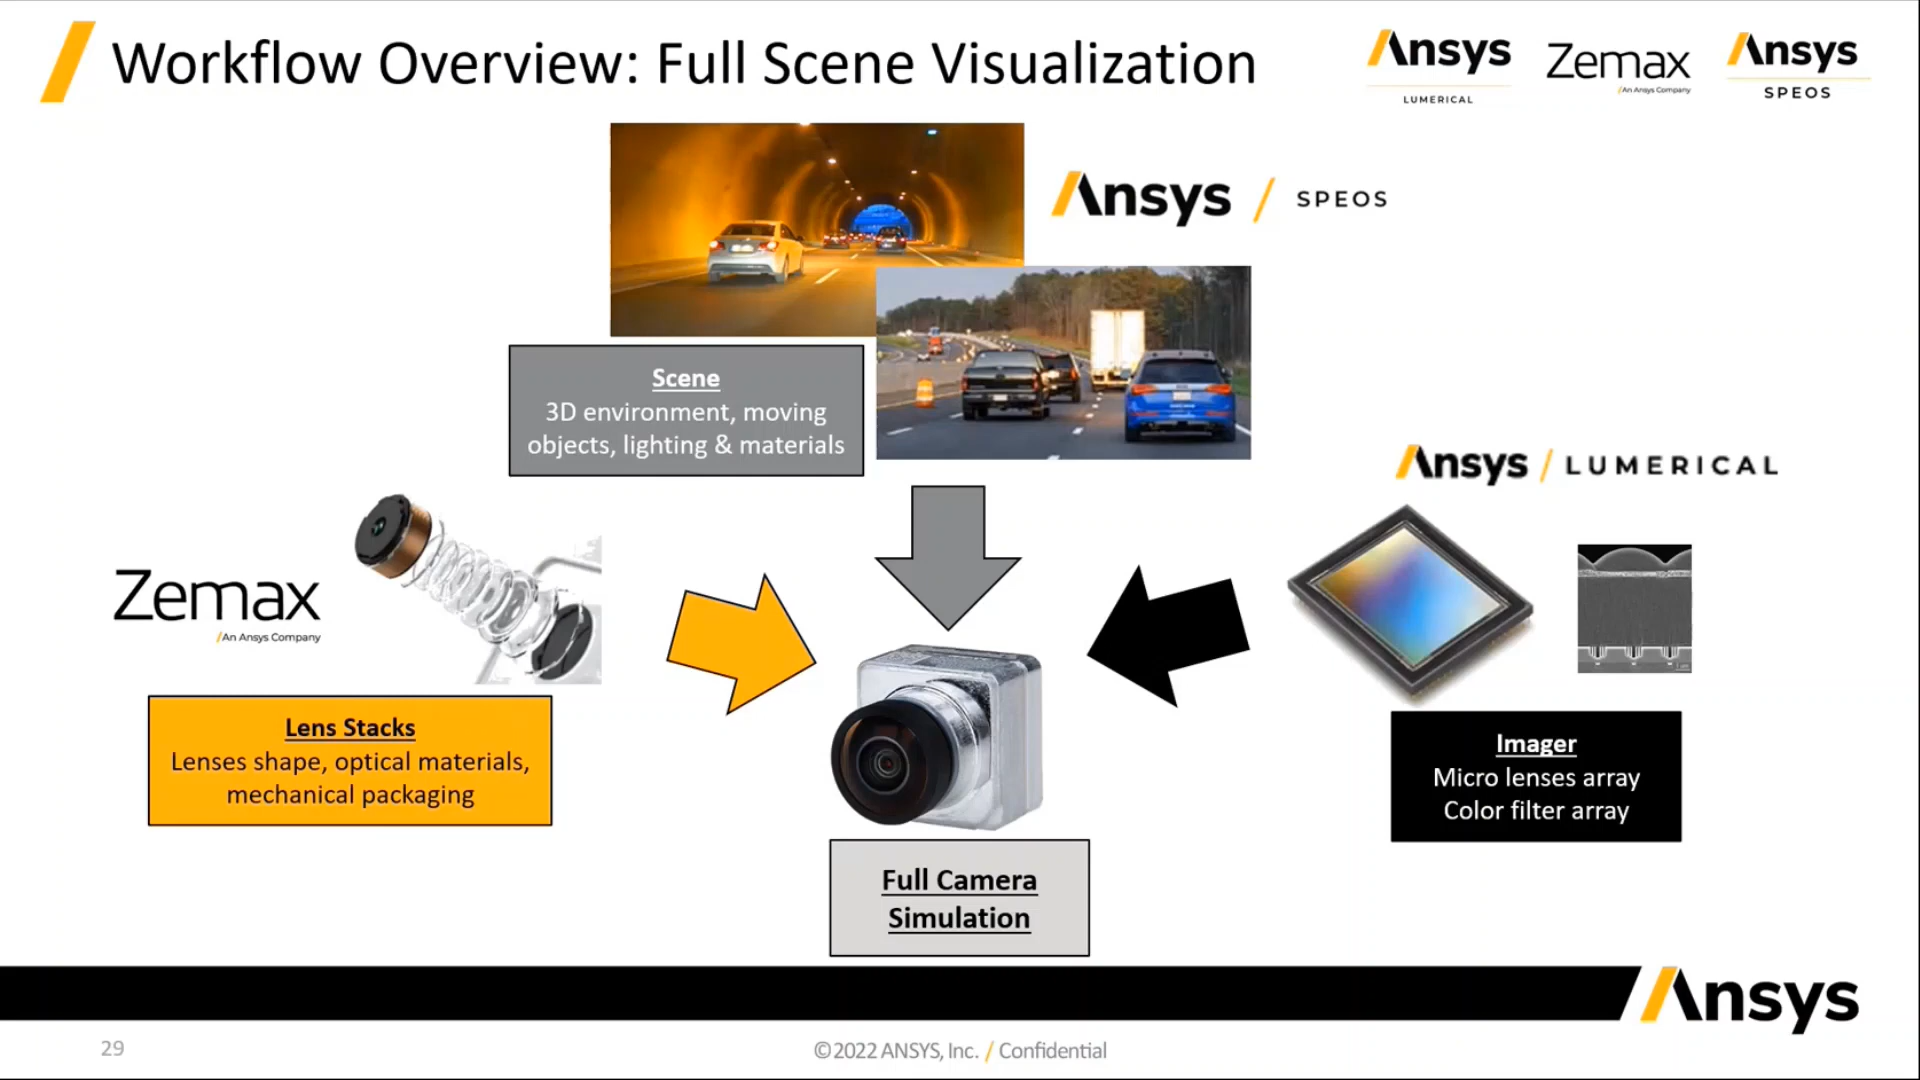 Workflow Overview: Full Scene Visualization
Ansys
LUMERICAL
Zemax
/An Ansys Company
Ansys
SPEOS
Ansys / SPEOS
Scene
3D environment, moving
objects, lighting & materials
Ansys / LUMERICAL
Zemax
/An Ansys Company
Lens Stacks
Lenses shape, optical materials,
mechanical packaging
Imager
Micro lenses array
Color filter array
Full Camera
Simulation
Ansys
29
©2022 ANSYS, Inc. / Confidential